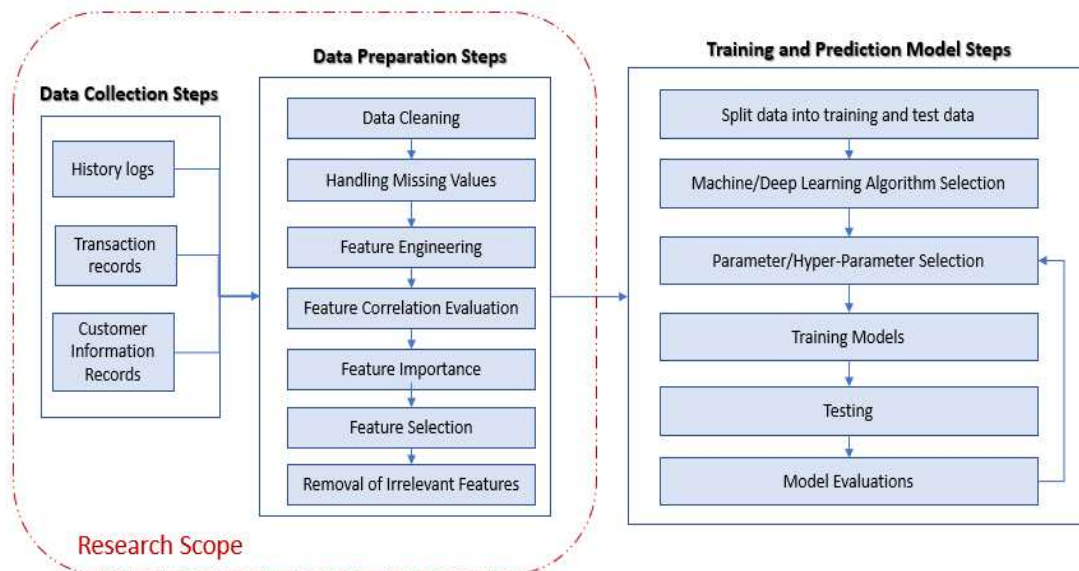 Data Collection Steps
History logs
Transaction
records
Customer
Information
Records
Data Preparation Steps
Data Cleaning
Handling Missing Values
Feature Engineering
Feature Correlation Evaluation
Feature Importance
Feature Selection
Removal of Irrelevant Features
Research Scope
Training and Prediction Model Steps
Split data into training and test data
Machine/Deep Learning Algorithm Selection
Parameter/Hyper-Parameter Selection
Training Models
Testing
Model Evaluations